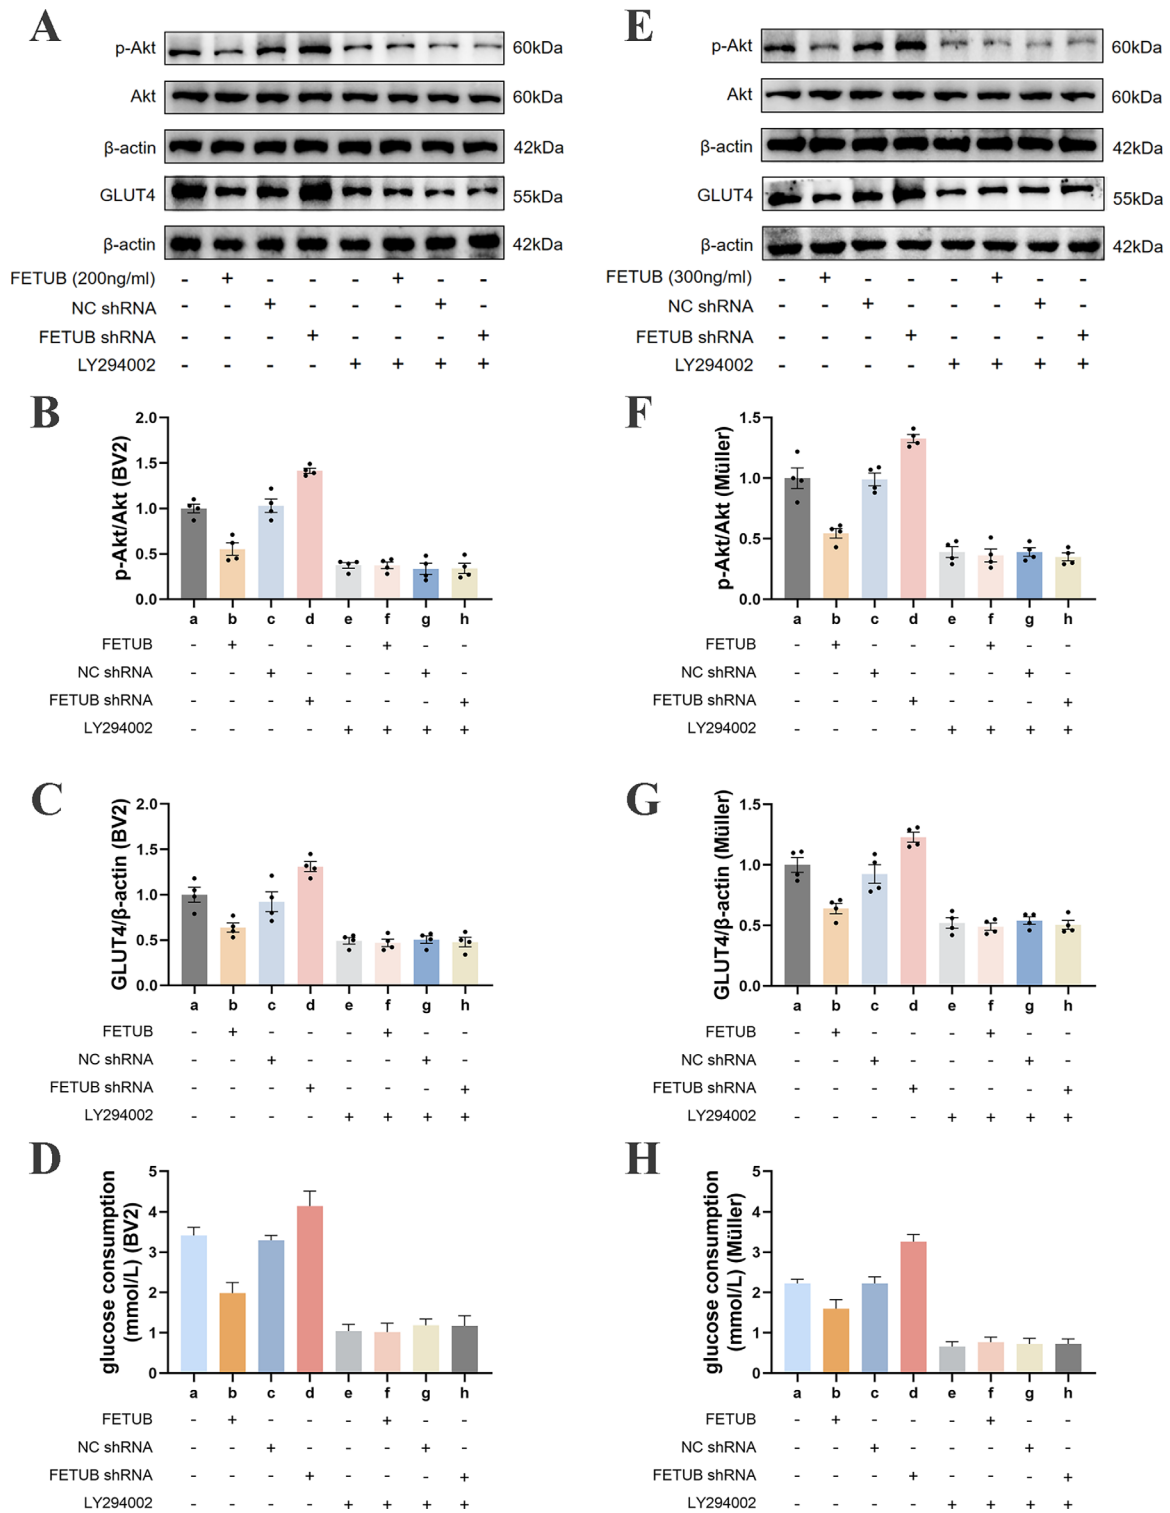 A
p-Akt 60kDa
Akt 60kDa
β-actin 42kDa
GLUT4 55kDa
β-actin 42kDa
FETUB (200ng/ml) - + - - - + - -
NC shRNA - - + - - - + -
FETUB shRNA - - - + - - - +
LY294002 - - - - + + + +
B
p-Akt/Akt (BV2)
2.0
1.5
1.0
0.5
0.0
a b c d e f g h
FETUB - + - - - + - -
NC shRNA - - + - - - + -
FETUB shRNA - - - + - - - +
LY294002 - - - - + + + +
C
GLUT4/β-actin (BV2)
2.0
1.5
1.0
0.5
0.0
a b c d e f g h
FETUB - + - - - + - -
NC shRNA - - + - - - + -
FETUB shRNA - - - + - - - +
LY294002 - - - - + + + +
D
glucose consumption
(mmol/L) (BV2)
5
4
3
2
1
0
a b c d e f g h
FETUB - + - - - + - -
NC shRNA - - + - - - + -
FETUB shRNA - - - + - - - +
LY294002 - - - - + + + +
E
p-Akt 60kDa
Akt 60kDa
β-actin 42kDa
GLUT4 55kDa
β-actin 42kDa
FETUB (300ng/ml) - + - - - + - -
NC shRNA - - + - - - + -
FETUB shRNA - - - + - - - +
LY294002 - - - - + + + +
F
p-Akt/Akt (Müller)
1.5
1.0
0.5
0.0
a b c d e f g h
FETUB - + - - - + - -
NC shRNA - - + - - - + -
FETUB shRNA - - - + - - - +
LY294002 - - - - + + + +
G
GLUT4/β-actin (Müller)
1.5
1.0
0.5
0.0
a b c d e f g h
FETUB - + - - - + - -
NC shRNA - - + - - - + -
FETUB shRNA - - - + - - - +
LY294002 - - - - + + + +
H
glucose consumption
(mmol/L) (Müller)
5
4
3
2
1
0
a b c d e f g h
FETUB - + - - - + - -
NC shRNA - - + - - - + -
FETUB shRNA - - - + - - - +
LY294002 - - - - + + + +